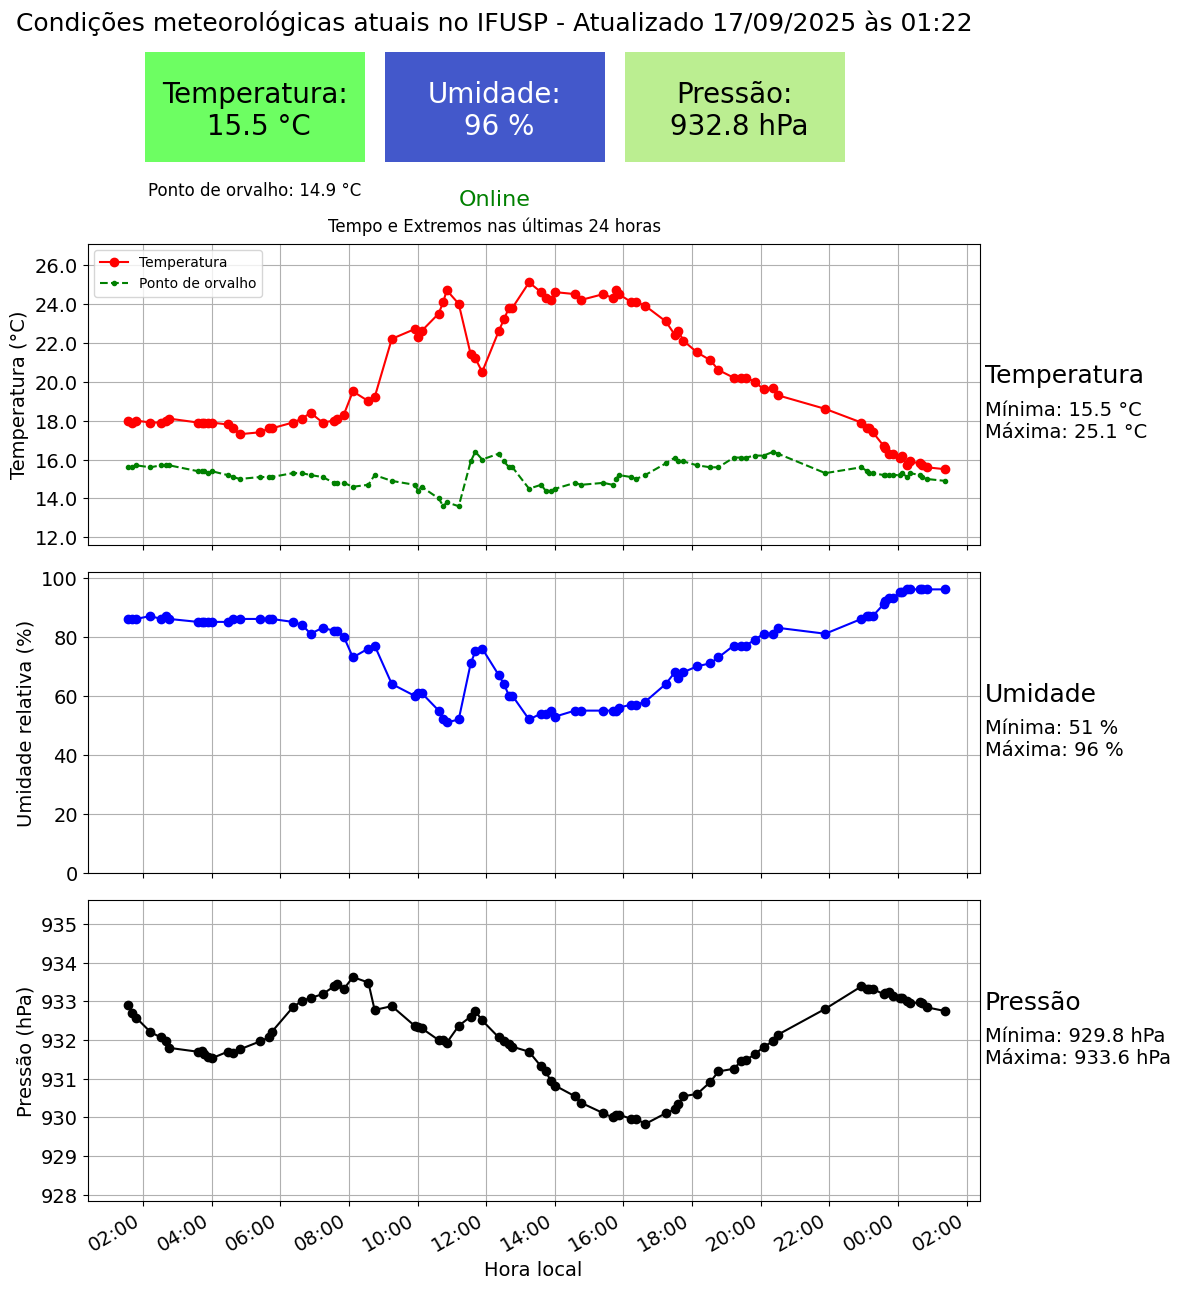 Condições meteorológicas atuais no IFUSP - Atualizado 17/09/2025 às 01:22
Temperatura:
15.5 °C
Umidade:
96 %
Pressão:
932.8 hPa
Ponto de orvalho: 14.9 °C
Online
Tempo e Extremos nas últimas 24 horas
Temperatura
Ponto de orvalho
Temperatura (°C)
26.0
24.0
22.0
20.0
18.0
16.0
14.0
12.0
Temperatura
Mínima: 15.5 °C
Máxima: 25.1 °C
Umidade relativa (%)
100
80
60
40
20
0
Umidade
Mínima: 51 %
Máxima: 96 %
Pressão (hPa)
935
934
933
932
931
930
929
928
Pressão
Mínima: 929.8 hPa
Máxima: 933.6 hPa
02:00 04:00 06:00 08:00 10:00 12:00 14:00 16:00 18:00 20:00 22:00 00:00 02:00
Hora local